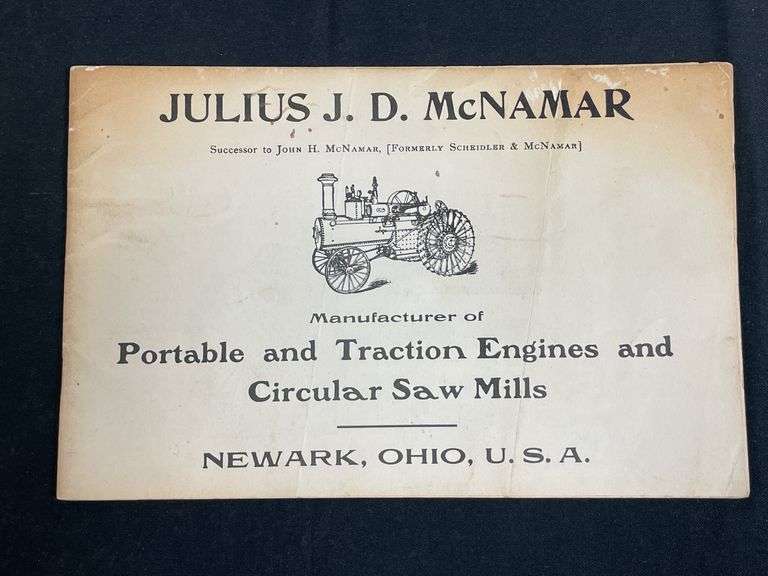 JULIUS J. D. McNAMAR
Successor to John H. McNamar, [Formerly Scheidler & McNamar]
Manufacturer of
Portable and Traction Engines and
Circular Saw Mills
NEWARK, OHIO, U. S. A.